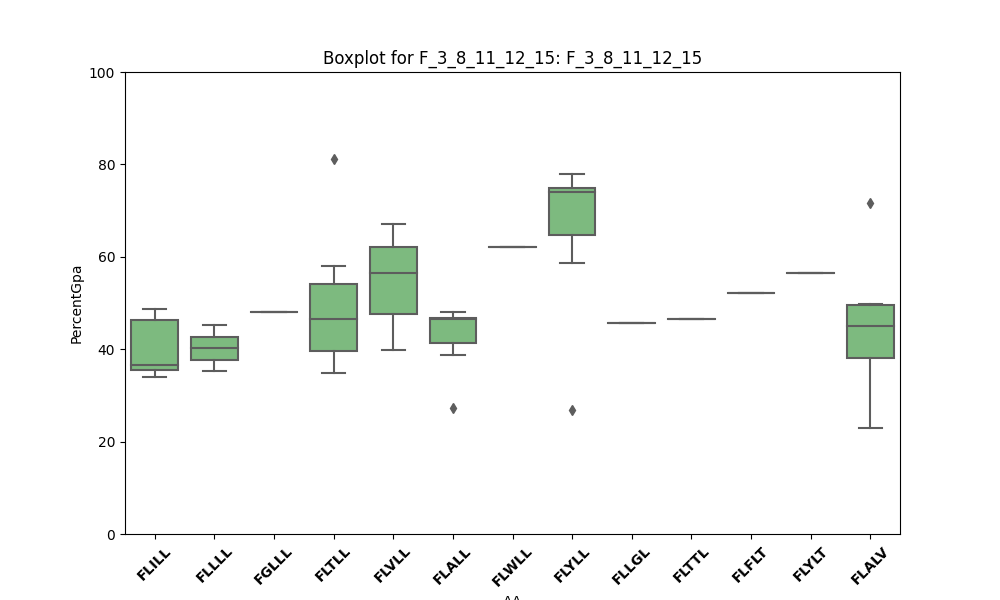 Boxplot for F_3_8_11_12_15: F_3_8_11_12_15
100
80
60
40
20
0
PercentGpa
FLILL FLLLL FGLLL FLTLL FLVLL FLALL FLWLL FLYLL FLLGL FLTTL FLFLT FLYLT FLALV
AA